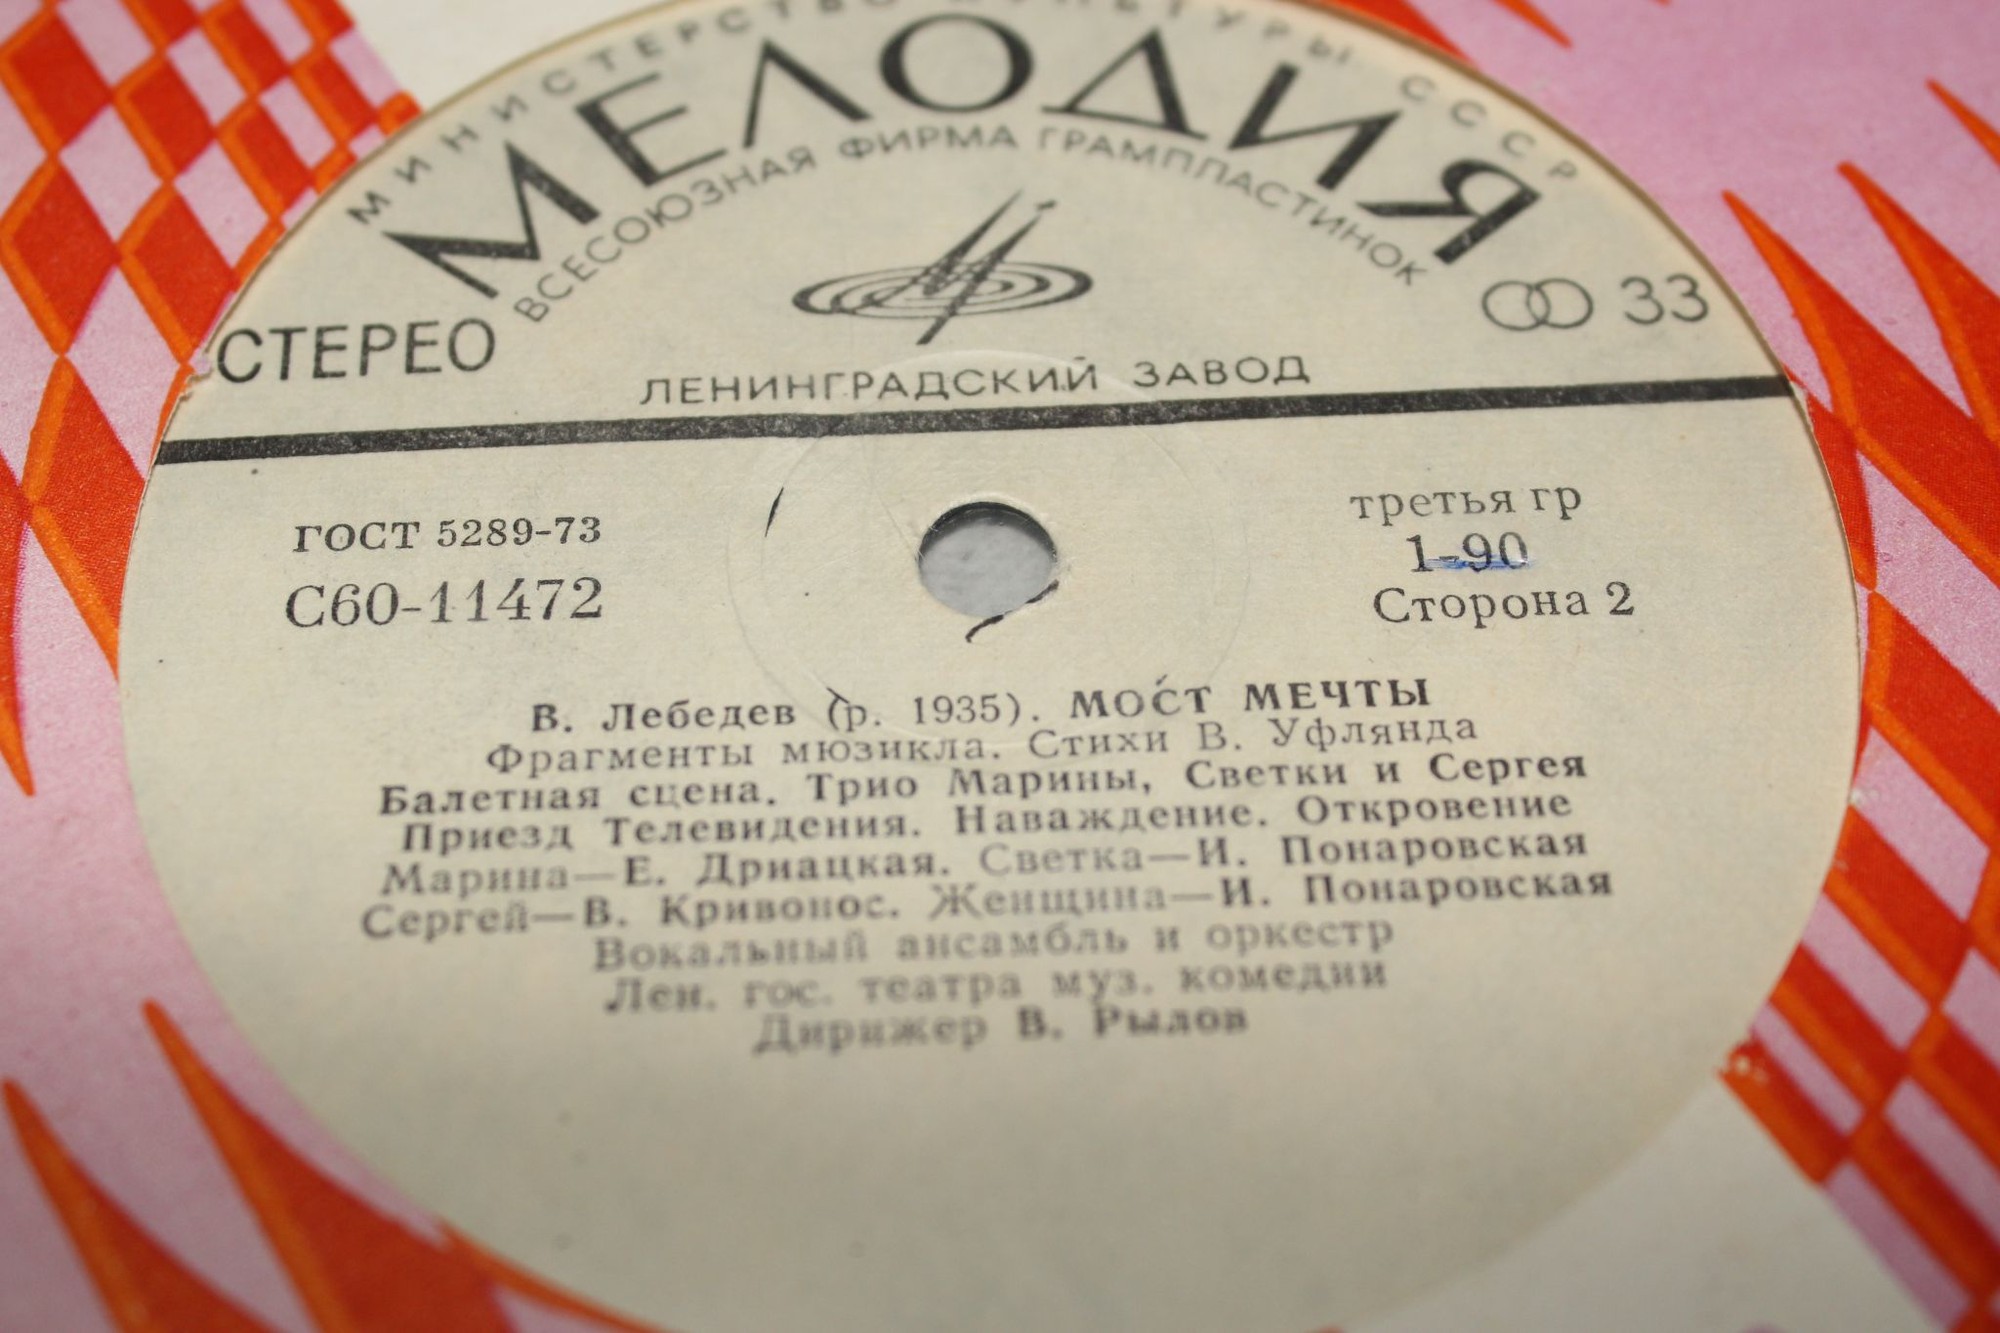 МИНИСТЕРСТВО КУЛЬТУРЫ СССР
МЕЛОДИЯ
ВСЕСОЮЗНАЯ ФИРМА ГРАМПЛАСТИНОК
СТЕРЕО
33
ЛЕНИНГРАДСКИЙ ЗАВОД
ГОСТ 5289-73
С60-11472
третья гр
1-90
Сторона 2
В. Лебедев (р. 1935). МОСТ МЕЧТЫ
Фрагменты мюзикла. Стихи В. Уфлянда
Балетная сцена. Трио Марины, Светки и Сергея
Приезд Телевидения. Наваждение. Откровение
Марина—Е. Дриацкая. Светка—И. Понаровская
Сергей—В. Кривонос. Женщина—И. Понаровская
Вокальный ансамбль и оркестр
Лен. гос. театра муз. комедии
Дирижер В. Рылов